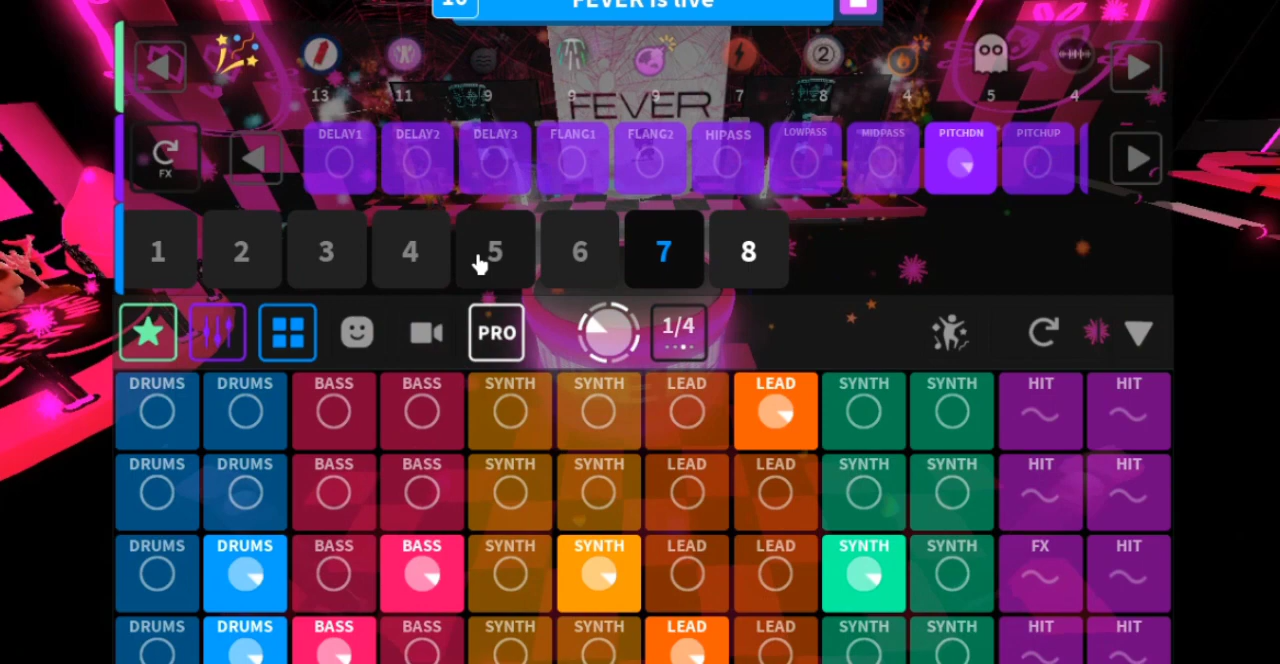 10 FEVER is live
FEVER
13 11 9 9 9 7 8 4 5 4
2
FX
DELAY1 DELAY2 DELAY3 FLANG1 FLANG2 HIPASS LOWPASS MIDPASS PITCHDN PITCHUP
1 2 3 4 5 6 7 8
PRO 1/4
DRUMS DRUMS BASS BASS SYNTH SYNTH LEAD LEAD SYNTH SYNTH HIT HIT
DRUMS DRUMS BASS BASS SYNTH SYNTH LEAD LEAD SYNTH SYNTH HIT HIT
DRUMS DRUMS BASS BASS SYNTH SYNTH LEAD LEAD SYNTH SYNTH FX HIT
DRUMS DRUMS BASS BASS SYNTH SYNTH LEAD LEAD SYNTH SYNTH HIT HIT